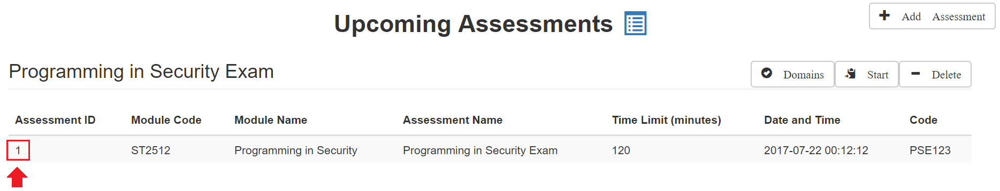 Upcoming Assessments
Add Assessment
Programming in Security Exam
Domains Start Delete
Assessment ID Module Code Module Name Assessment Name Time Limit (minutes) Date and Time Code
1 ST2512 Programming in Security Programming in Security Exam 120 2017-07-22 00:12:12 PSE123